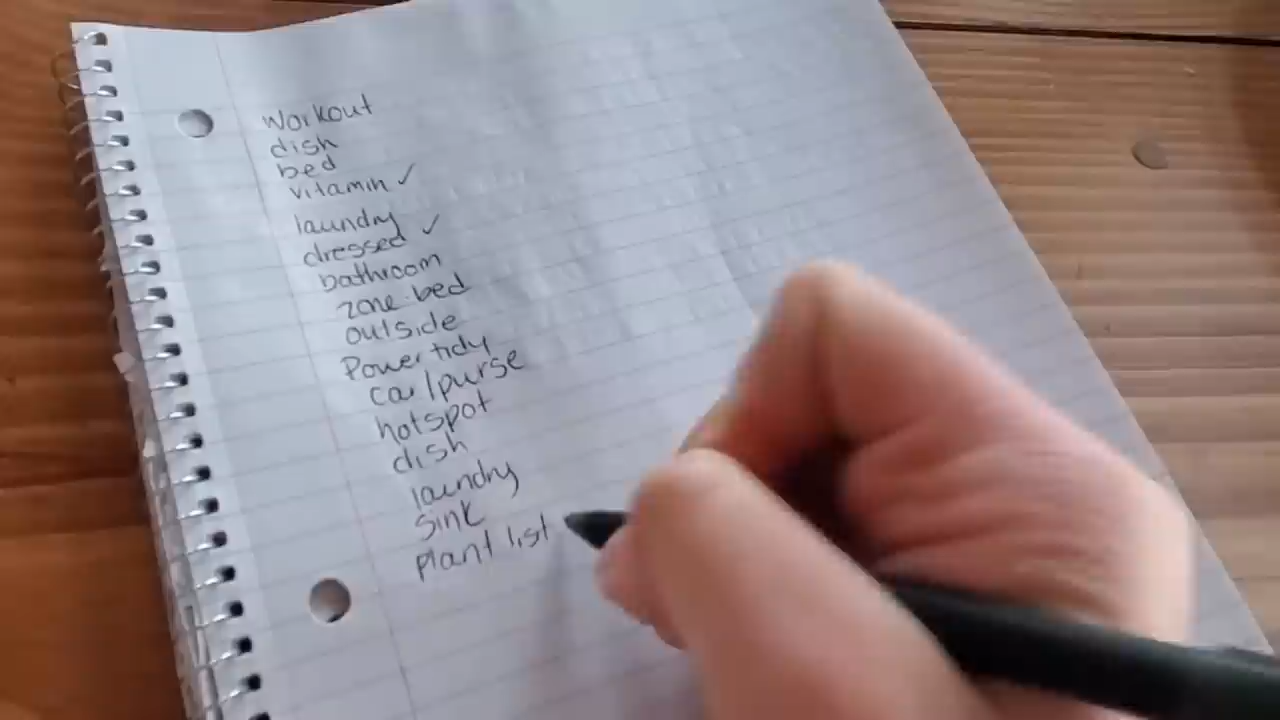 Workout
dish
bed
vitamin ✓
laundry
dressed ✓
bathroom
zone: bed
outside
Power tidy
car/purse
hotspot
dish
laundry
sink
plant list